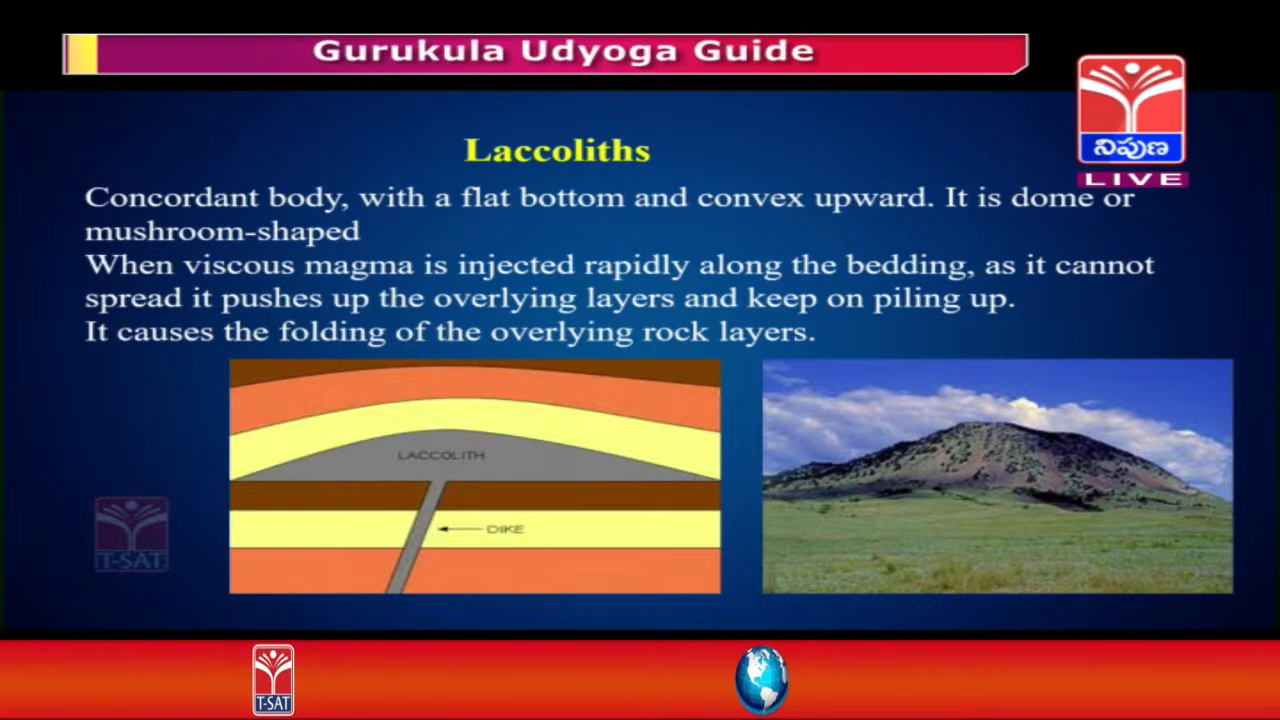 Gurukula Udyoga Guide
నిపుణ
LIVE
Laccoliths
Concordant body, with a flat bottom and convex upward. It is dome or
mushroom-shaped
When viscous magma is injected rapidly along the bedding, as it cannot
spread it pushes up the overlying layers and keep on piling up.
It causes the folding of the overlying rock layers.
LACCOLITH
DIKE
T-SAT
T-SAT